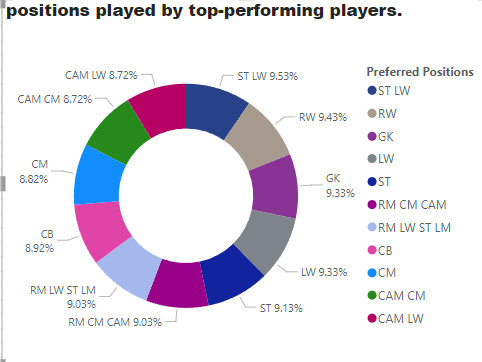 positions played by top-performing players.
CAM LW 8.72%
ST LW 9.53%
CAM CM 8.72%
RW 9.43%
CM
8.82%
GK
9.33%
CB
8.92%
LW 9.33%
RM LW ST LM
9.03%
ST 9.13%
RM CM CAM 9.03%
Preferred Positions
ST LW
RW
GK
LW
ST
RM CM CAM
RM LW ST LM
CB
CM
CAM CM
CAM LW